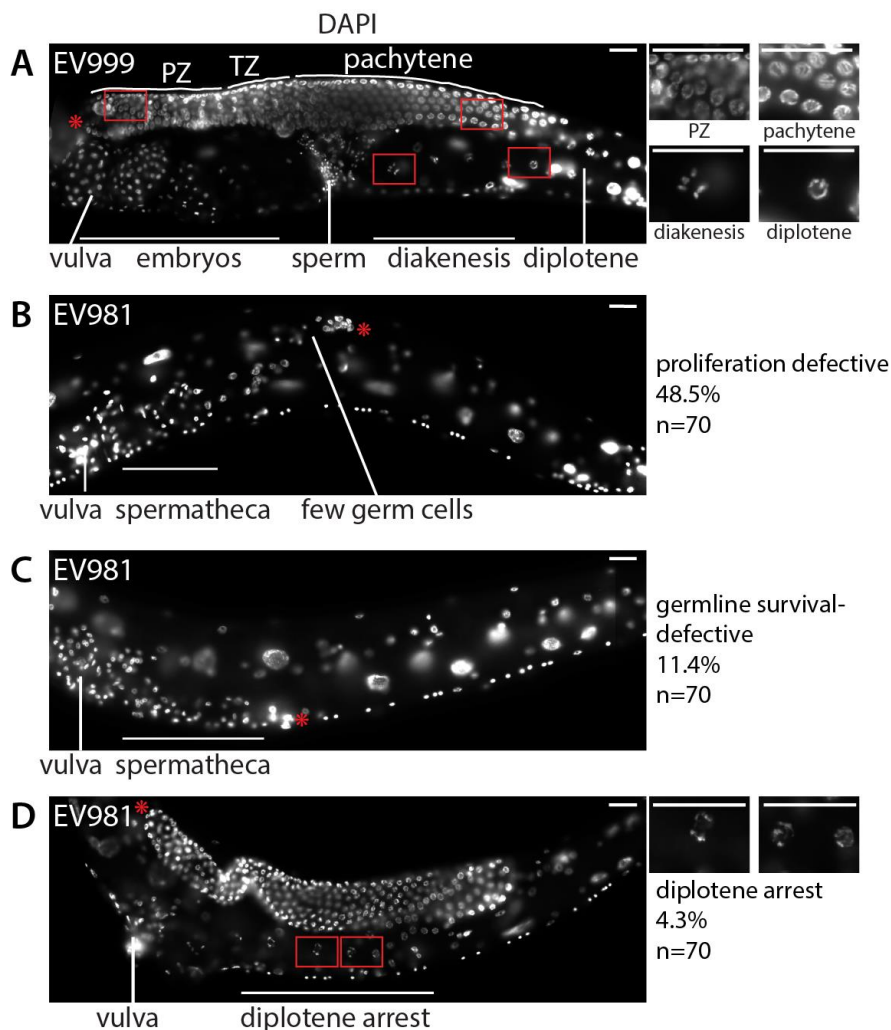 DAPI
A
EV999
PZ
TZ
pachytene
*
PZ
pachytene
diakenesis
diplotene
vulva
embryos
sperm
diakenesis
diplotene
B
EV981
*
proliferation defective
48.5%
n=70
vulva
spermatheca
few germ cells
C
EV981
*
germline survival-
defective
11.4%
n=70
vulva
spermatheca
D
EV981
*
diplotene arrest
4.3%
n=70
vulva
diplotene arrest